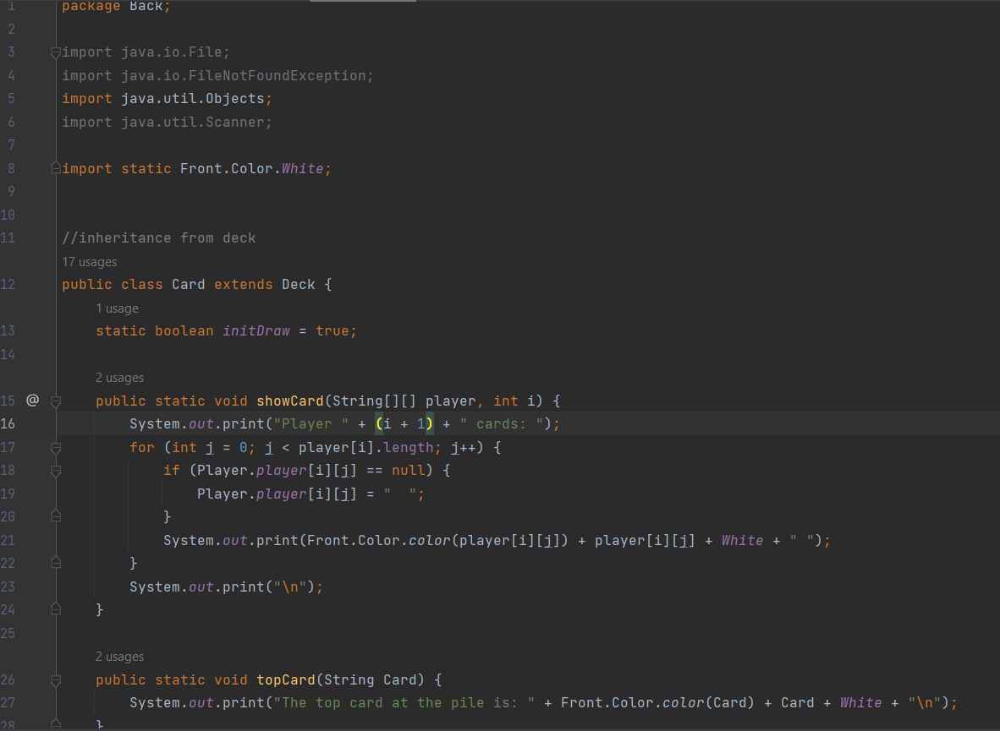 1 package Back;
2
3 import java.io.File;
4 import java.io.FileNotFoundException;
5 import java.util.Objects;
6 import java.util.Scanner;
7
8 import static Front.Color.White;
9
10
11 //inheritance from deck
17 usages
12 public class Card extends Deck {
1 usage
13 static boolean initDraw = true;
14
2 usages
15 @ public static void showCard(String[][] player, int i) {
16 System.out.print("Player " + (i + 1) + " cards: ");
17 for (int j = 0; j < player[i].length; j++) {
18 if (Player.player[i][j] == null) {
19 Player.player[i][j] = "  ";
20 }
21 System.out.print(Front.Color.color(player[i][j]) + player[i][j] + White + " ");
22 }
23 System.out.print("\n");
24 }
25
2 usages
26 public static void topCard(String Card) {
27 System.out.print("The top card at the pile is: " + Front.Color.color(Card) + Card + White + "\n");
28 }